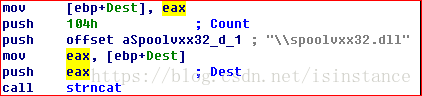 mov     [ebp+Dest], eax
push    104h            ; Count
push    offset aSpoolvxx32_d_1 ; "\\spoolvxx32.dll"
mov     eax, [ebp+Dest]
push    eax             ; Dest
call    strncat
https://blog.csdn.net/isinstance